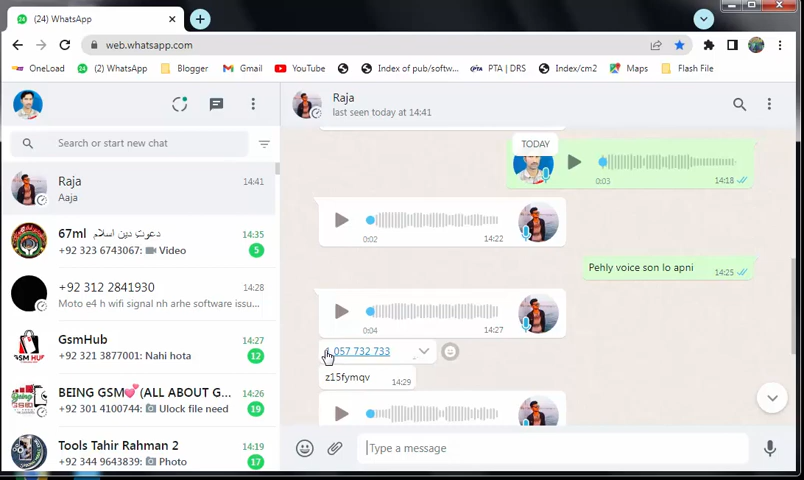 (24) WhatsApp
web.whatsapp.com
OneLoad
(2) WhatsApp
Blogger
Gmail
YouTube
Index of pub/softw...
PTA | DRS
Index/cm2
Maps
Flash File
Search or start new chat
Raja
14:41
Aaja
67ml دعوتِ دین اسلام
14:35
+92 323 6743067: Video
5
+92 312 2841930
14:28
Moto e4 h wifi signal nh arhe software issu...
GsmHub
14:27
+92 321 3877001: Nahi hota
12
BEING GSM💕(ALL ABOUT G...
14:26
+92 301 4100744: Ulock file need
19
Tools Tahir Rahman 2
14:19
+92 344 9643839: Photo
17
Raja
last seen today at 14:41
TODAY
0:03
14:18
0:02
14:22
Pehly voice son lo apni
14:25
0:04
14:27
1 057 732 733
z15fymqv
14:29
Type a message